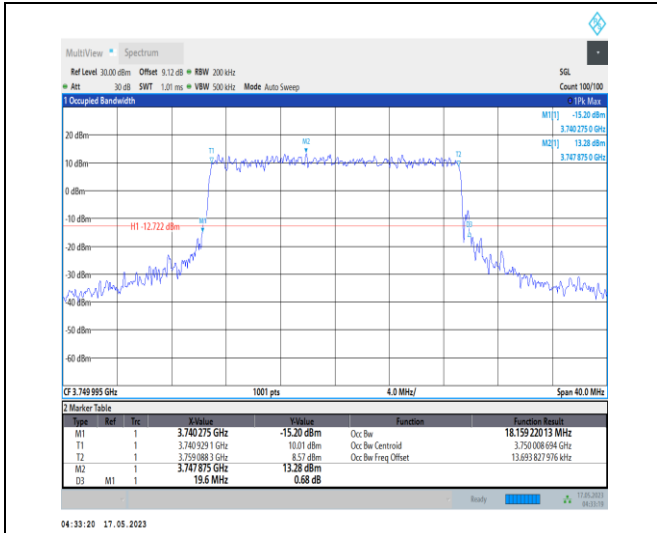 MultiView Spectrum
Ref Level 30.00 dBm Offset 9.12 dB RBW 200 kHz SGL
Att 30 dB SWT 1.01 ms VBW 500 kHz Mode Auto Sweep Count 100/100
1 Occupied Bandwidth 1Pk Max
M1[1] -15.20 dBm
3.740 275 0 GHz
M2[1] 13.28 dBm
3.747 875 0 GHz
20 dBm
M2
T1
T2
10 dBm
0 dBm
-10 dBm
M1
H1 -12.722 dBm
D3
-20 dBm
-30 dBm
-40 dBm
-50 dBm
-60 dBm
CF 3.749 995 GHz 1001 pts 4.0 MHz/ Span 40.0 MHz
2 Marker Table
Type Ref Trc X-Value Y-Value Function Function Result
M1 1 3.740 275 GHz -15.20 dBm Occ Bw 18.159 220 13 MHz
T1 1 3.740 929 1 GHz 10.01 dBm Occ Bw Centroid 3.750 008 694 GHz
T2 1 3.759 088 3 GHz 8.57 dBm Occ Bw Freq Offset 13.693 827 976 kHz
M2 1 3.747 875 GHz 13.28 dBm
D3 M1 1 19.6 MHz 0.68 dB
Ready 17.05.2023
04:33:19
04:33:20 17.05.2023